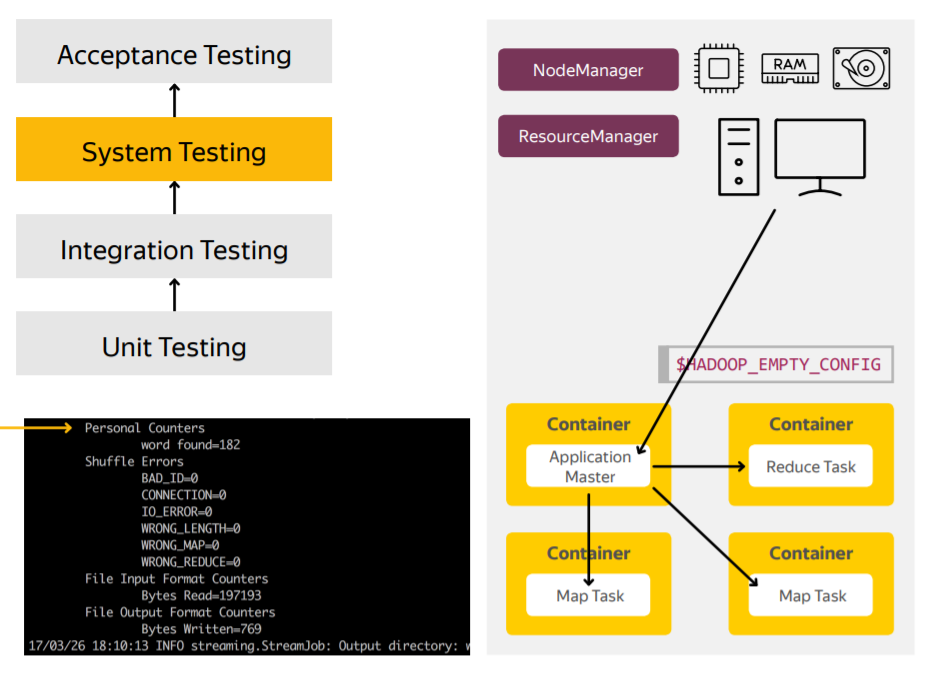 Acceptance Testing
System Testing
Integration Testing
Unit Testing
Personal Counters
word found=182
Shuffle Errors
BAD_ID=0
CONNECTION=0
IO_ERROR=0
WRONG_LENGTH=0
WRONG_MAP=0
WRONG_REDUCE=0
File Input Format Counters
Bytes Read=197193
File Output Format Counters
Bytes Written=769
17/03/26 18:10:13 INFO streaming.StreamJob: Output directory:
NodeManager
RAM
ResourceManager
$HADOOP_EMPTY_CONFIG
Container
Application
Master
Container
Reduce Task
Container
Map Task
Container
Map Task